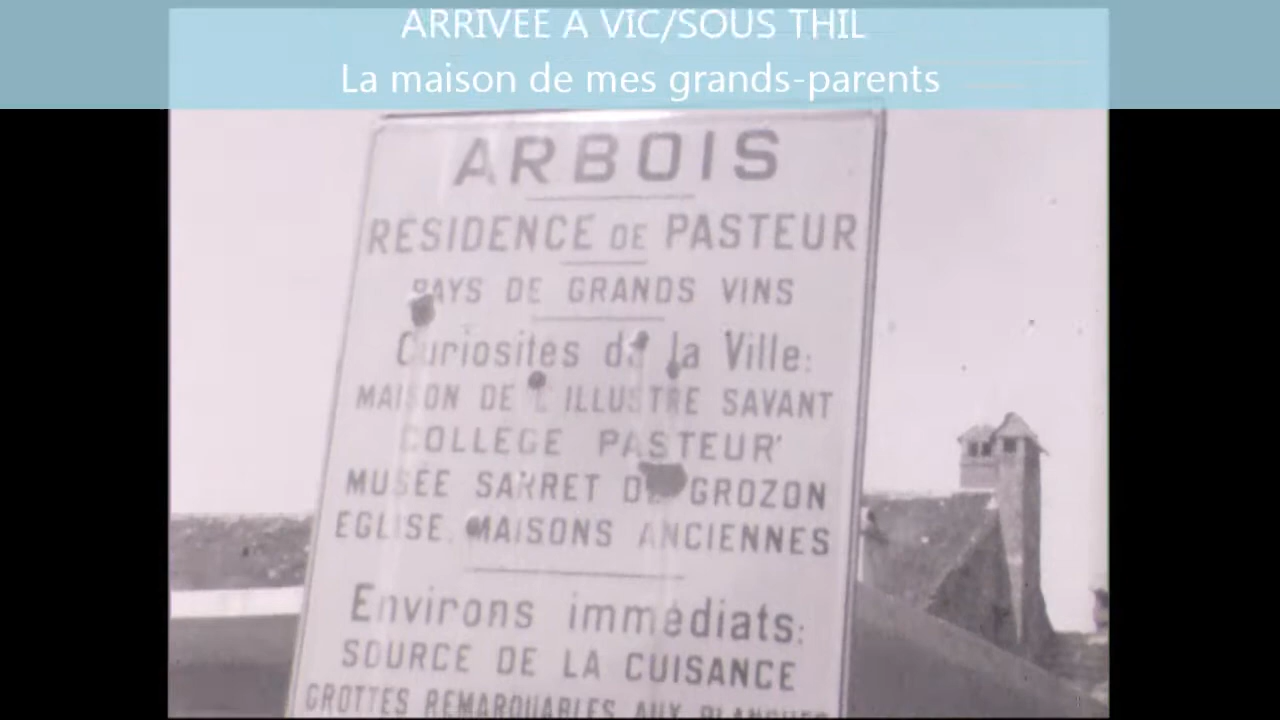 ARRIVEE A VIC/SOUS THIL
La maison de mes grands-parents
ARBOIS
RESIDENCE DE PASTEUR
PAYS DE GRANDS VINS
Curiosites de la Ville:
MAISON DE L'ILLUSTRE SAVANT
COLLEGE PASTEUR
MUSEE SARRET DE GROZON
EGLISE. MAISONS ANCIENNES
Environs immédiats:
SOURCE DE LA CUISANCE
GROTTES REMARQUABLES AUX PLANCHES